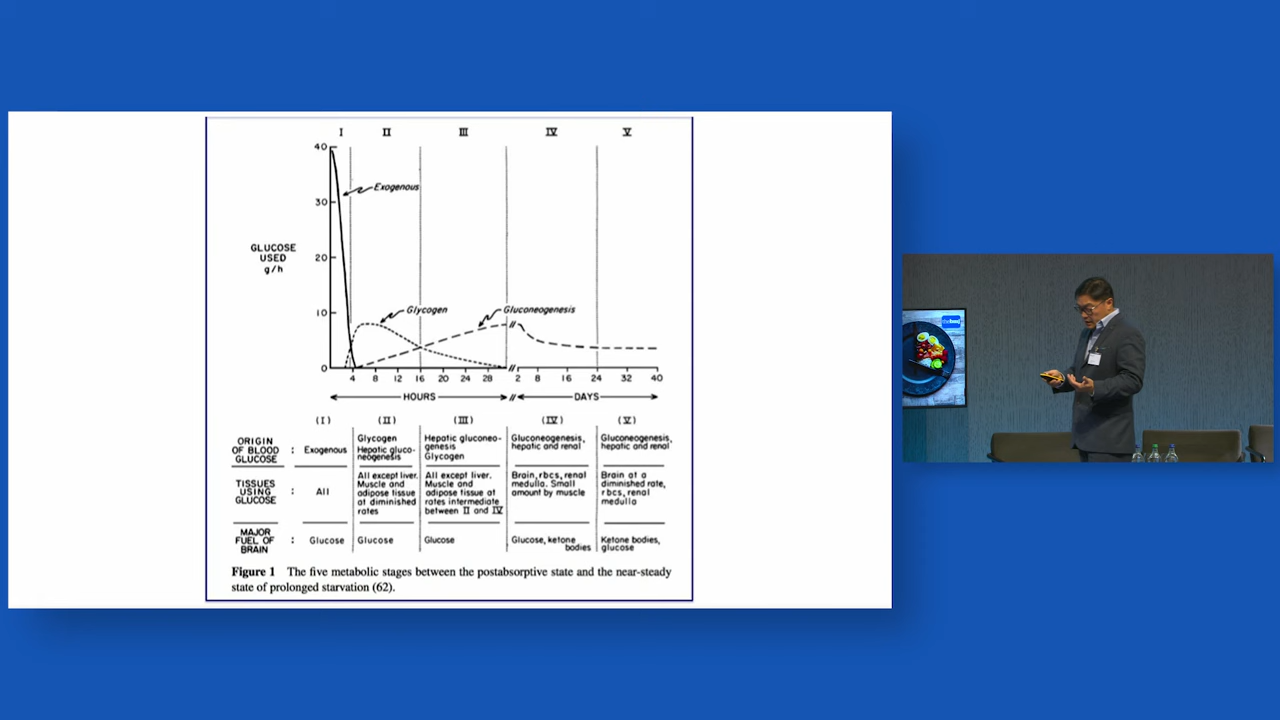 I II III IV V
40
Exogenous
30
GLUCOSE
USED
g/h
20
10
Glycogen
Gluconeogenesis
0
4 8 12 16 20 24 28 // 2 8 16 24 32 40
HOURS // DAYS
(I) (II) (III) (IV) (V)
ORIGIN
OF BLOOD
GLUCOSE
:
Exogenous
Glycogen
Hepatic gluco-
neogenesis
Hepatic gluconeo-
genesis
Glycogen
Gluconeogenesis,
hepatic and renal
Gluconeogenesis,
hepatic and renal
TISSUES
USING
GLUCOSE
:
All
All except liver.
Muscle and
adipose tissue
at diminished
rates
All except liver.
Muscle and
adipose tissue at
rates intermediate
between II and IV
Brain, rbcs, renal
medulla. Small
amount by muscle
Brain at a
diminished rate,
rbcs, renal
medulla
MAJOR
FUEL OF
BRAIN
:
Glucose
Glucose
Glucose
Glucose, ketone
bodies
Ketone bodies,
glucose
Figure 1 The five metabolic stages between the postabsorptive state and the near-steady
state of prolonged starvation (62).
thebmj